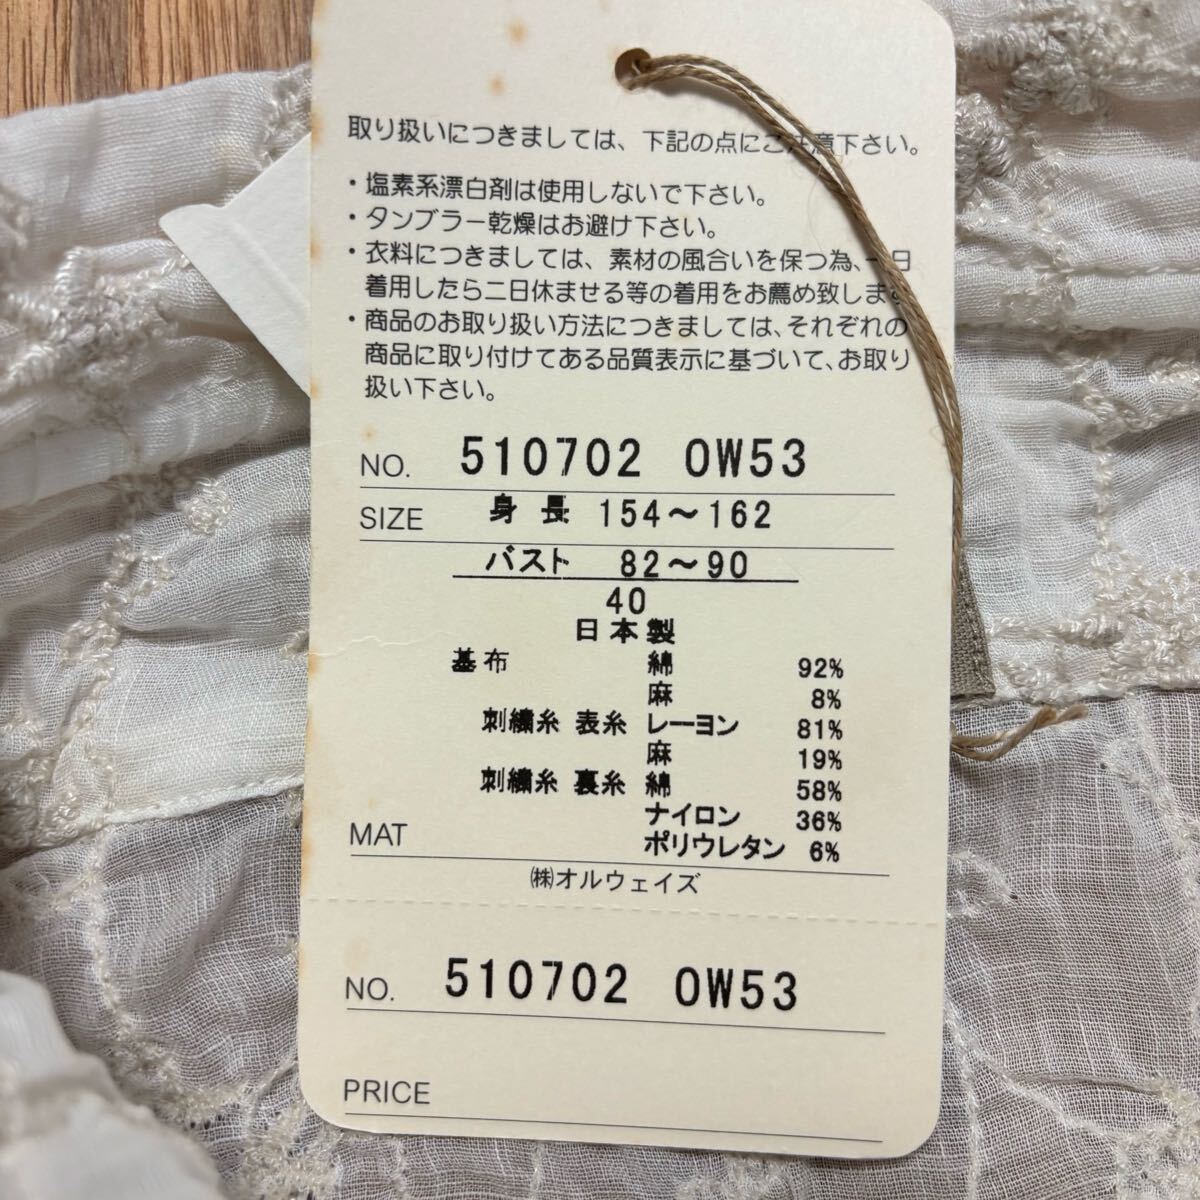 取り扱いにつきましては、下記の点にご注意下さい。
・塩素系漂白剤は使用しないで下さい。
・タンブラー乾燥はお避け下さい。
・衣料につきましては、素材の風合いを保つ為、一日
着用したら二日休ませる等の着用をお薦め致します。
・商品のお取り扱い方法につきましては、それぞれの
商品に取り付けてある品質表示に基づいて、お取り
扱い下さい。
NO. 510702 OW53
SIZE 身長 154～162
バスト 82～90
40
日本製
基布 綿 92%
麻 8%
刺繍糸 表糸 レーヨン 81%
麻 19%
刺繍糸 裏糸 綿 58%
ナイロン 36%
MAT ポリウレタン 6%
㈱オルウェイズ
NO. 510702 OW53
PRICE